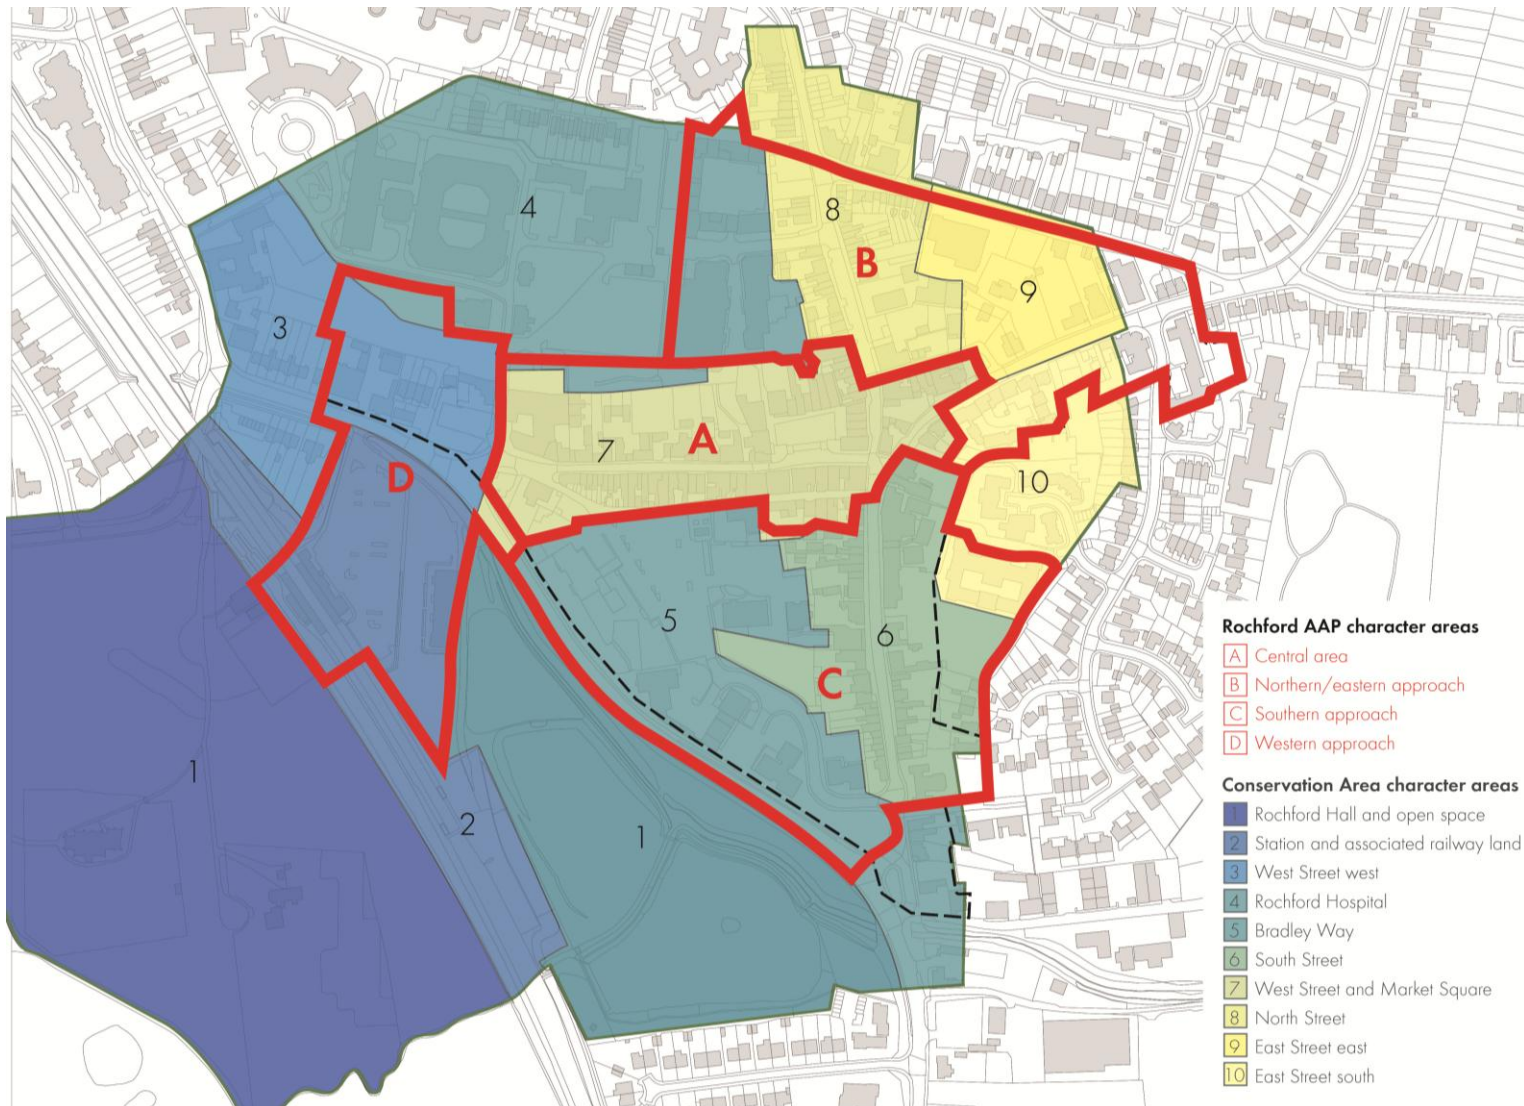 4
8
B
9
3
7
A
D
10
5
6
C
1
2
1
Rochford AAP character areas
A Central area
B Northern/eastern approach
C Southern approach
D Western approach
Conservation Area character areas
1 Rochford Hall and open space
2 Station and associated railway land
3 West Street west
4 Rochford Hospital
5 Bradley Way
6 South Street
7 West Street and Market Square
8 North Street
9 East Street east
10 East Street south